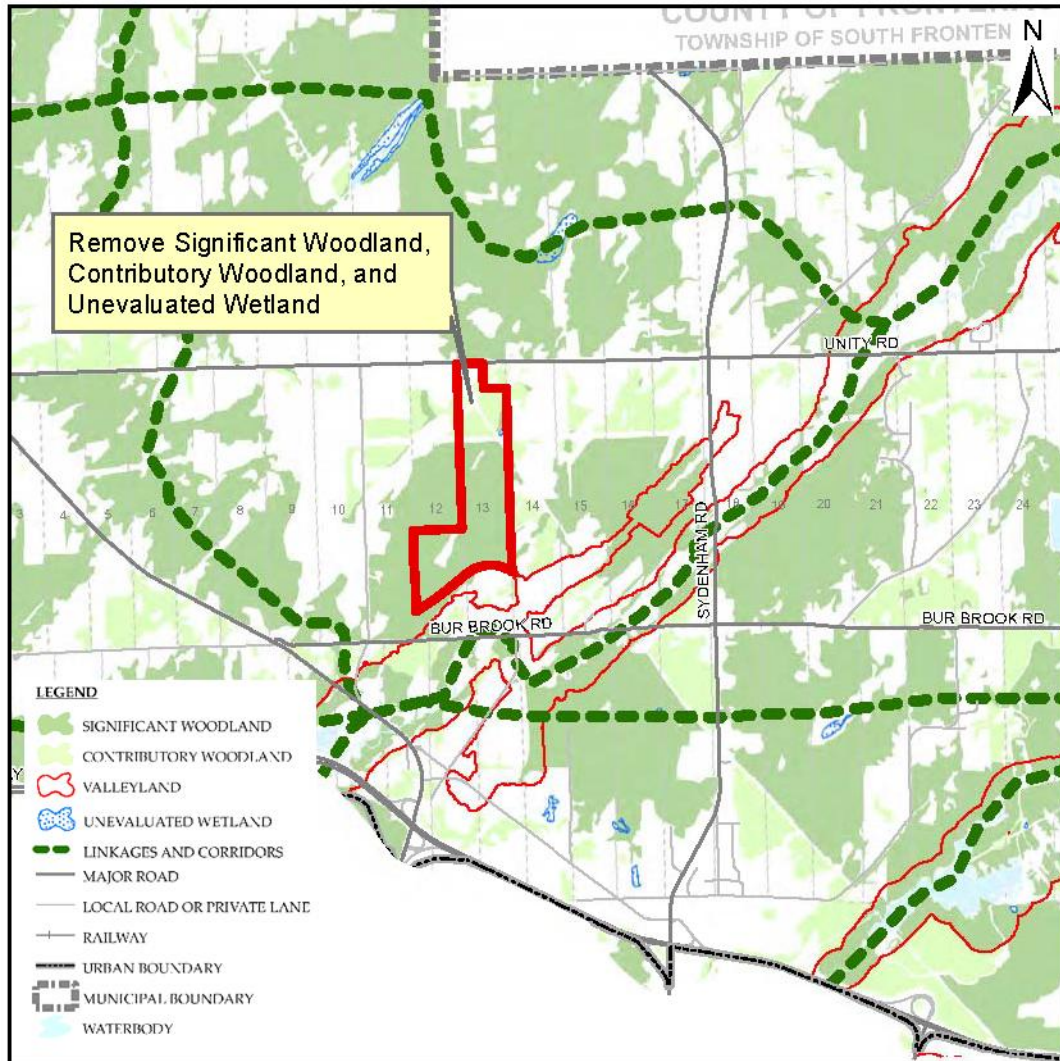 TOWNSHIP OF SOUTH FRONTEN
N
Remove Significant Woodland,
Contributory Woodland, and
Unevaluated Wetland
UNITY RD
3 4 5 6 7 8 9 10 11 12 13 14 15 16 17 18 19 20 21 22 23 24
SYDENHAM RD
BUR BROOK RD
BUR BROOK RD
LEGEND
SIGNIFICANT WOODLAND
CONTRIBUTORY WOODLAND
VALLEYLAND
UNEVALUATED WETLAND
LINKAGES AND CORRIDORS
MAJOR ROAD
LOCAL ROAD OR PRIVATE LANE
RAILWAY
URBAN BOUNDARY
MUNICIPAL BOUNDARY
WATERBODY